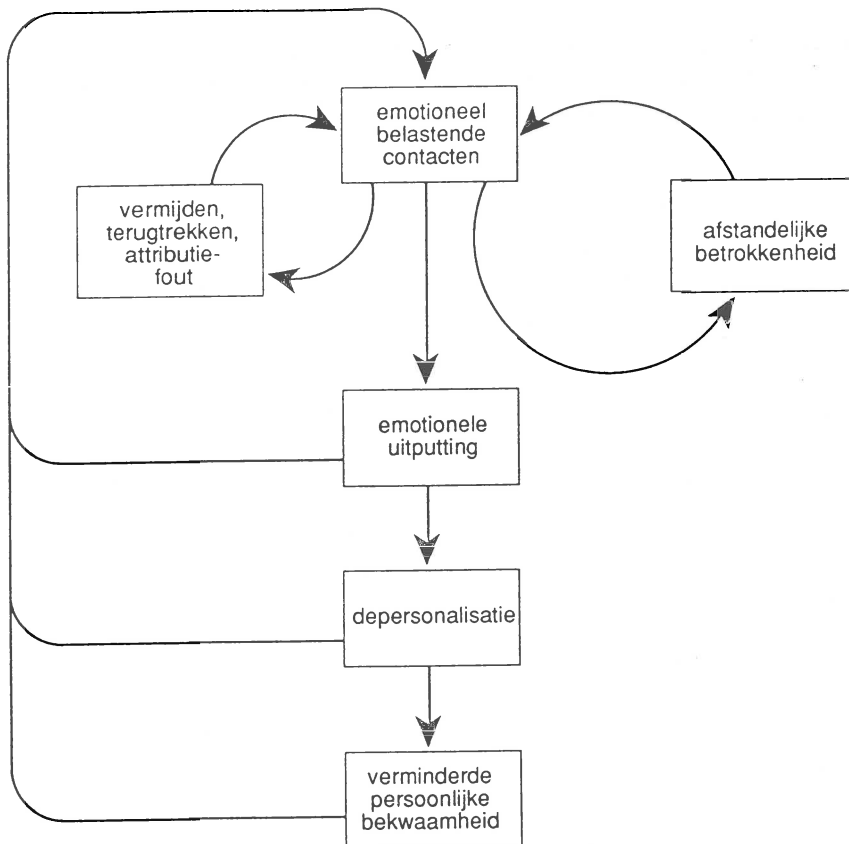 emotioneel
belastende
contacten
vermijden,
terugtrekken,
attributie-
fout
afstandelijke
betrokkenheid
emotionele
uitputting
depersonalisatie
verminderde
persoonlijke
bekwaamheid